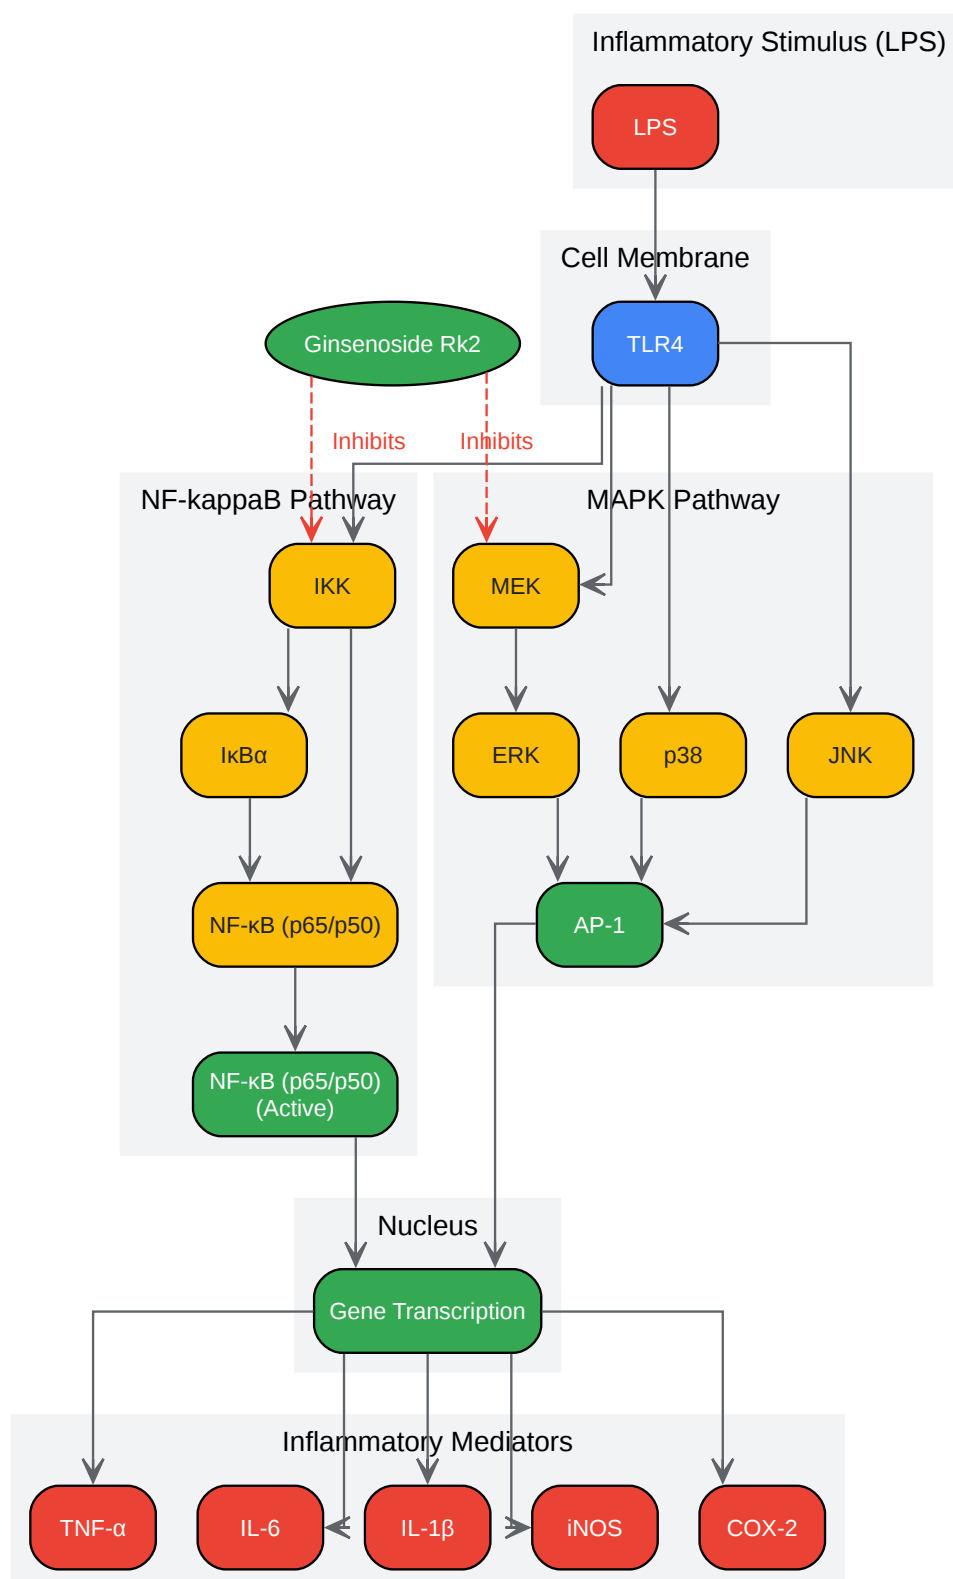 Inflammatory Stimulus (LPS)
LPS
Cell Membrane
Ginsenoside Rk2
TLR4
Inhibits
Inhibits
NF-kappaB Pathway
MAPK Pathway
IKK
MEK
IκBα
ERK
p38
JNK
NF-κB (p65/p50)
AP-1
NF-κB (p65/p50)
(Active)
Nucleus
Gene Transcription
Inflammatory Mediators
TNF-α
IL-6
IL-1β
iNOS
COX-2